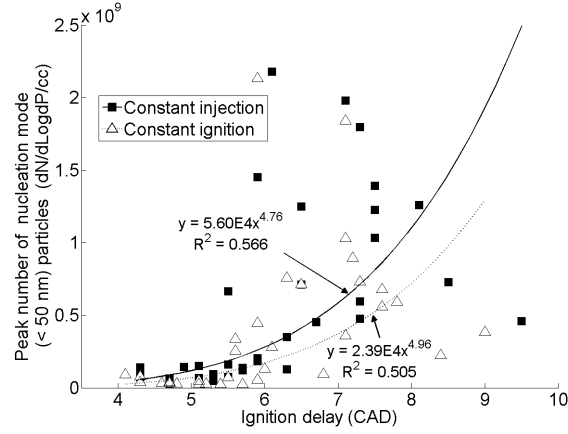 x 10^9
2.5
2
1.5
1
0.5
0
Peak number of nucleation mode
(< 50 nm) particles (dN/dLogdP/cc)
Constant injection
Constant ignition
y = 5.60E4x^4.76
R^2 = 0.566
y = 2.39E4x^4.96
R^2 = 0.505
4 5 6 7 8 9 10
Ignition delay (CAD)